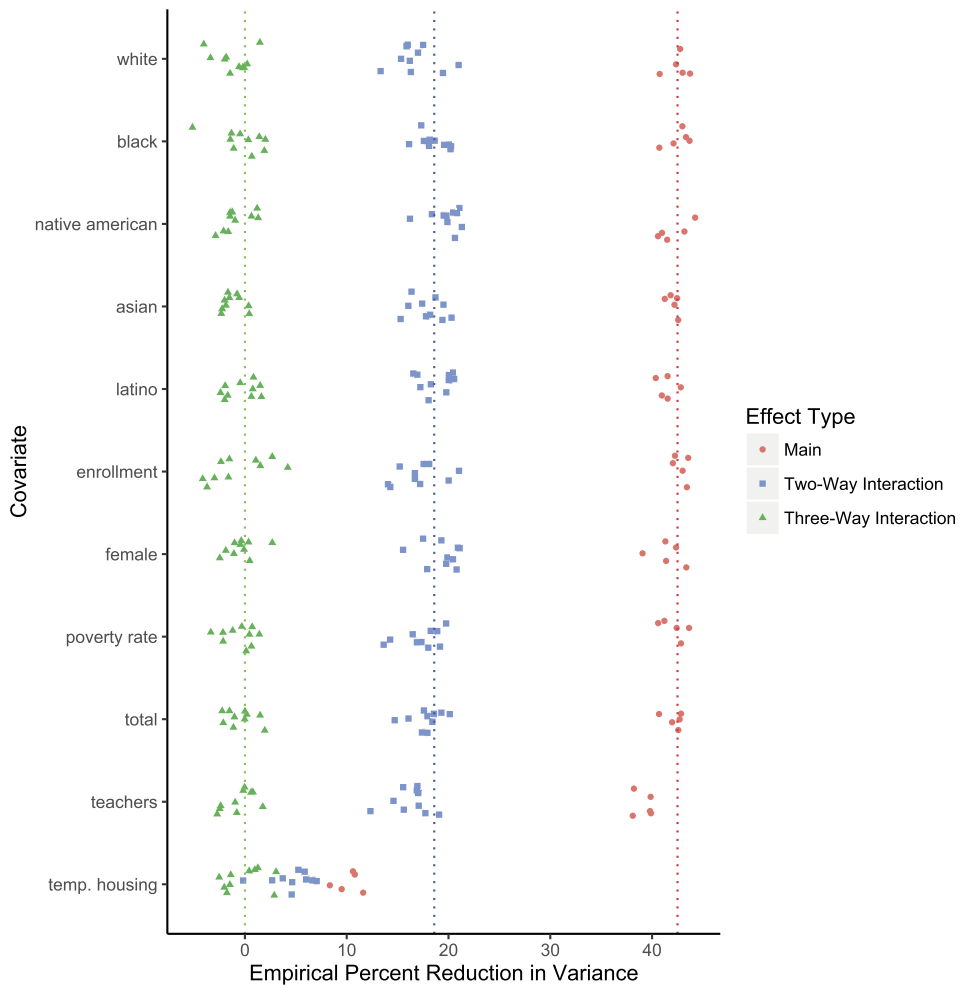 white
black
native american
asian
latino
enrollment
female
poverty rate
total
teachers
temp. housing
Covariate
0 10 20 30 40
Empirical Percent Reduction in Variance
Effect Type
Main
Two-Way Interaction
Three-Way Interaction